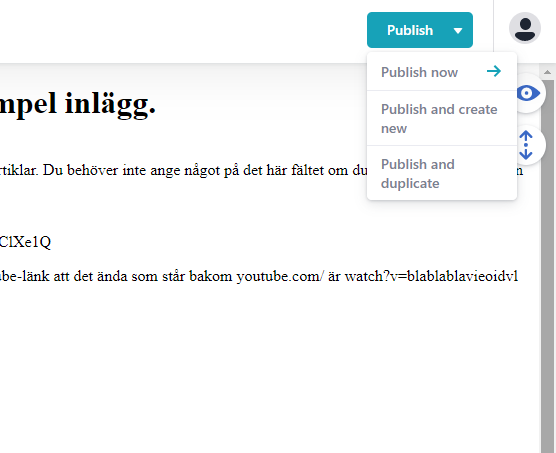 Publish
Publish now
Publish and create
new
Publish and
duplicate
mpel inlägg.
rtiklar. Du behöver inte ange något på det här fältet om du
n
ClXe1Q
be-länk att det ända som står bakom youtube.com/ är watch?v=blablablavieoidvl